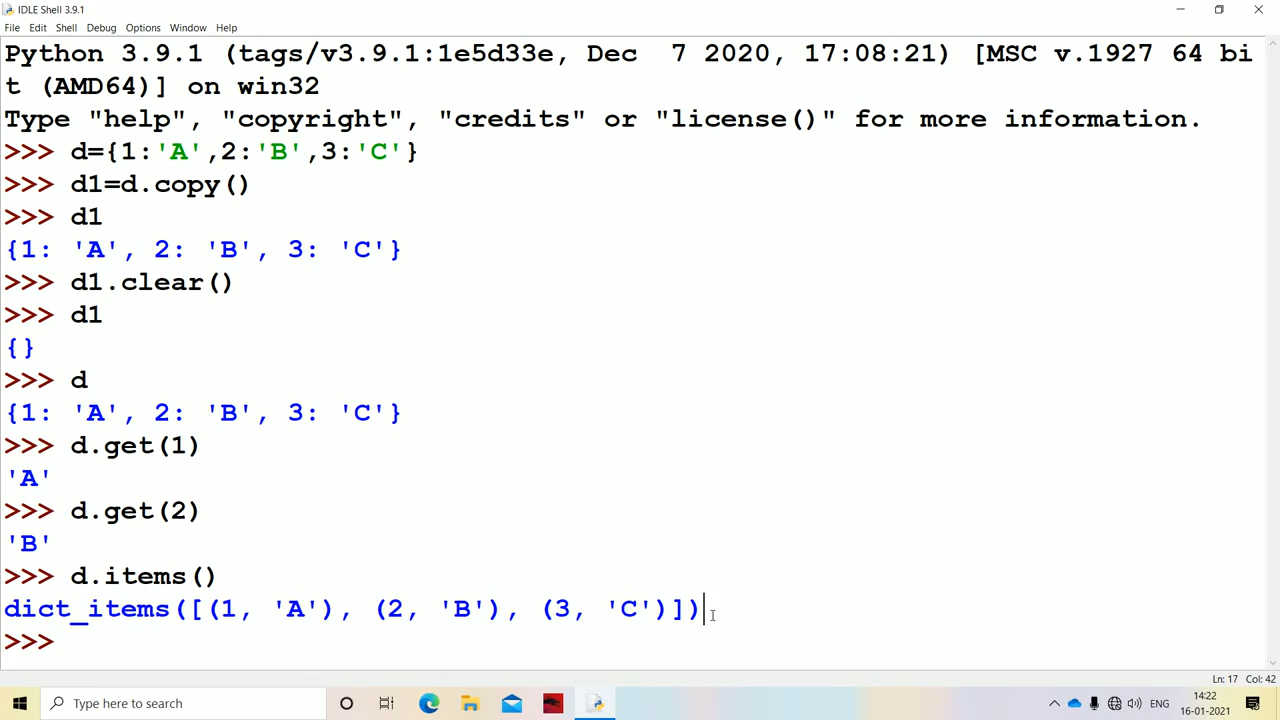 IDLE Shell 3.9.1
File Edit Shell Debug Options Window Help
Python 3.9.1 (tags/v3.9.1:1e5d33e, Dec  7 2020, 17:08:21) [MSC v.1927 64 bi
t (AMD64)] on win32
Type "help", "copyright", "credits" or "license()" for more information.
>>> d={1:'A',2:'B',3:'C'}
>>> d1=d.copy()
>>> d1
{1: 'A', 2: 'B', 3: 'C'}
>>> d1.clear()
>>> d1
{}
>>> d
{1: 'A', 2: 'B', 3: 'C'}
>>> d.get(1)
'A'
>>> d.get(2)
'B'
>>> d.items()
dict_items([(1, 'A'), (2, 'B'), (3, 'C')])
>>>
Ln: 17 Col: 42
Type here to search
ENG
14:22
16-01-2021